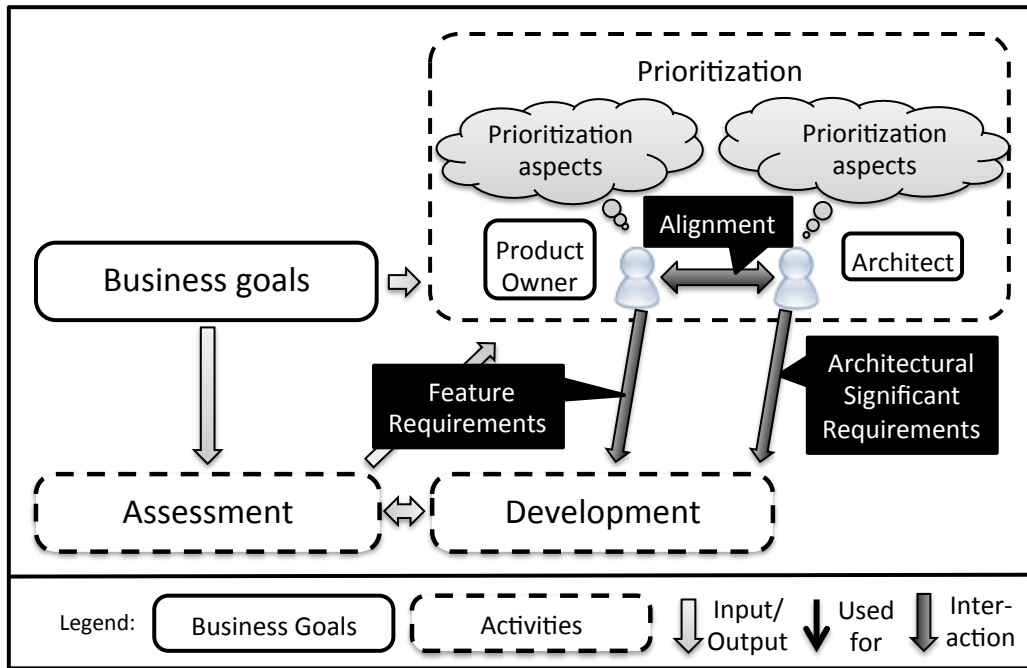 Prioritization
Prioritization
aspects
Prioritization
aspects
Alignment
Product
Owner
Architect
Business goals
Feature
Requirements
Architectural
Significant
Requirements
Assessment
Development
Legend:
Business Goals
Activities
Input/
Output
Used
for
Inter-
action